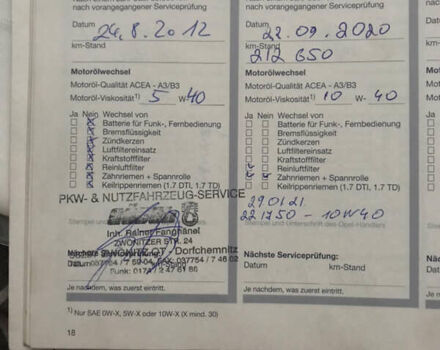 nach vorangegangener Serviceprüfung
Datum
24.8.2012
km-Stand
Motorölwechsel
Motoröl-Qualität ACEA - A3/B3
Motoröl-Viskosität1) 5 W 40
Ja Nein Wechsel von
Batterie für Funk-, Fernbedienung
Bremsflüssigkeit
Zündkerzen
Luftfiltereinsatz
Kraftstofffilter
Reinluftfilter
Zahnriemen + Spannrolle
Keilrippenriemen (1.7 DTI, 1.7 TD)
PKW- & NUTZFAHRZEUG-SERVICE
Inh. Rainer Fanghänel
ZWÖNITZER STR. 24
ZWÖNITZ OT Dorfchemnitz
Nächste Serviceprüfung:
Datum
Je nachdem, was zuerst eintritt.
1) Nur SAE 0W-X, 5W-X oder 10W-X (X mind. 30)
18
nach vorangegangener Serviceprüfung
Datum
22.09.2020
km-Stand
212 650
Motorölwechsel
Motoröl-Qualität ACEA - A3/B3
Motoröl-Viskosität1) 10 W - 40
Ja Nein Wechsel von
Batterie für Funk-, Fernbedienung
Bremsflüssigkeit
Zündkerzen
Luftfiltereinsatz
Kraftstofffilter
Reinluftfilter
Zahnriemen + Spannrolle
Keilrippenriemen (1.7 DTI, 1.7 TD)
29.01.21.
221750 - 10W40
Stempel und Unterschrift des Opel-Händlers
Nächste Serviceprüfung:
Datum km-Stand
Je nachdem, was zuerst eintritt.